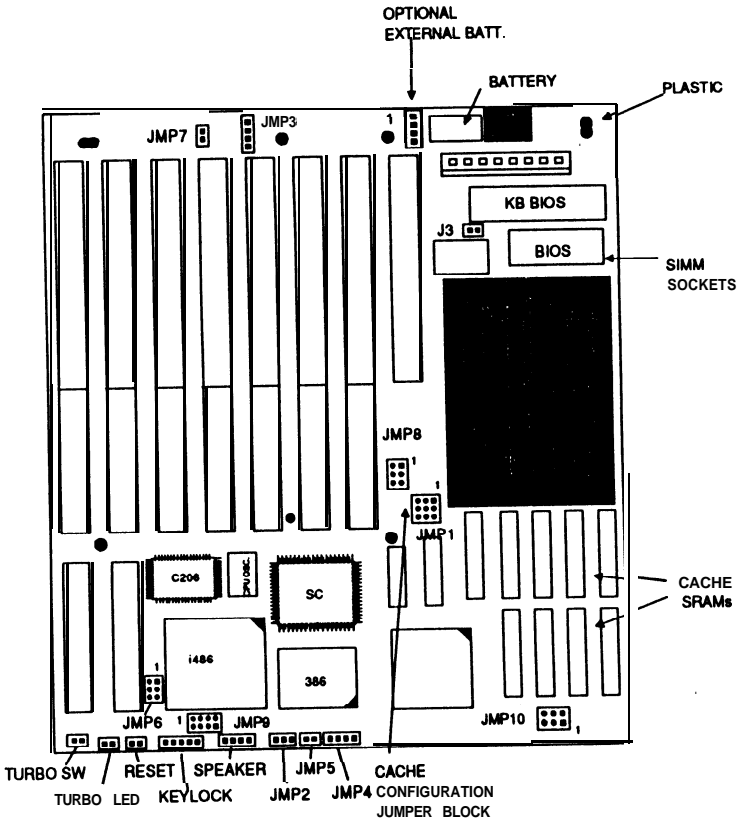 OPTIONAL
EXTERNAL BATT.
BATTERY
PLASTIC
JMP7
JMP3
1
KB BIOS
J3
BIOS
SIMM
SOCKETS
JMP8
1
1
JMP1
C206
CPU OSC.
SC
CACHE
SRAMs
i486
386
1
JMP6
1
JMP9
JMP10
1
TURBO SW
TURBO LED
RESET
KEYLOCK
SPEAKER
JMP2
JMP5
JMP4
CACHE
CONFIGURATION
JUMPER BLOCK